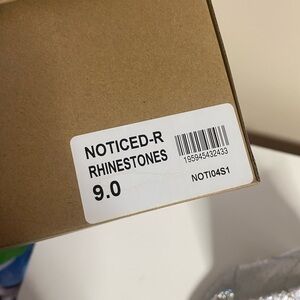 NOTICED-R
RHINESTONES
9.0
195945432433
NOTI04S1